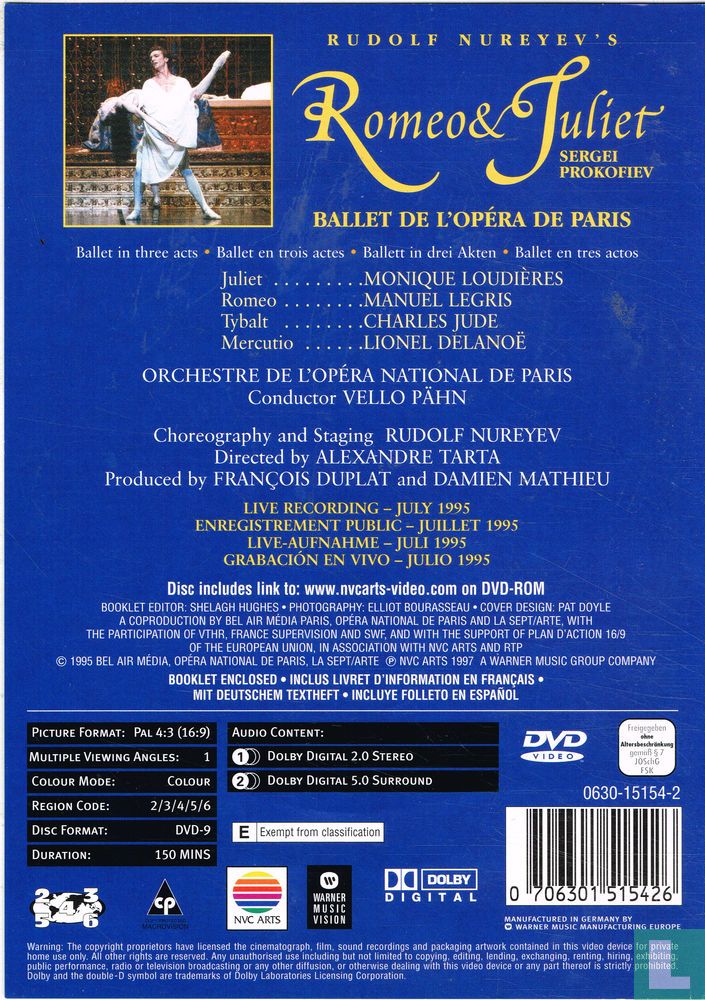 RUDOLF NUREYEV'S
Romeo & Juliet
SERGEI
PROKOFIEV
BALLET DE L'OPÉRA DE PARIS
Ballet in three acts • Ballet en trois actes • Ballett in drei Akten • Ballet en tres actos
Juliet . . . . . . . . .MONIQUE LOUDIÈRES
Romeo . . . . . . . .MANUEL LEGRIS
Tybalt . . . . . . . .CHARLES JUDE
Mercutio . . . . . .LIONEL DELANOË
ORCHESTRE DE L'OPÉRA NATIONAL DE PARIS
Conductor VELLO PÄHN
Choreography and Staging RUDOLF NUREYEV
Directed by ALEXANDRE TARTA
Produced by FRANÇOIS DUPLAT and DAMIEN MATHIEU
LIVE RECORDING – JULY 1995
ENREGISTREMENT PUBLIC – JUILLET 1995
LIVE-AUFNAHME – JULI 1995
GRABACIÓN EN VIVO – JULIO 1995
Disc includes link to: www.nvcarts-video.com on DVD-ROM
BOOKLET EDITOR: SHELAGH HUGHES • PHOTOGRAPHY: ELLIOT BOURASSEAU • COVER DESIGN: PAT DOYLE
A COPRODUCTION BY BEL AIR MÉDIA PARIS, OPÉRA NATIONAL DE PARIS AND LA SEPT/ARTE, WITH
THE PARTICIPATION OF VTHR, FRANCE SUPERVISION AND SWF, AND WITH THE SUPPORT OF PLAN D'ACTION 16/9
OF THE EUROPEAN UNION, IN ASSOCIATION WITH NVC ARTS AND RTP
© 1995 BEL AIR MÉDIA, OPÉRA NATIONAL DE PARIS, LA SEPT/ARTE ℗ NVC ARTS 1997 A WARNER MUSIC GROUP COMPANY
BOOKLET ENCLOSED • INCLUS LIVRET D'INFORMATION EN FRANÇAIS •
MIT DEUTSCHEM TEXTHEFT • INCLUYE FOLLETO EN ESPAÑOL
PICTURE FORMAT: PAL 4:3 (16:9)
MULTIPLE VIEWING ANGLES: 1
COLOUR MODE: COLOUR
REGION CODE: 2/3/4/5/6
DISC FORMAT: DVD-9
DURATION: 150 MINS
AUDIO CONTENT:
1 DOLBY DIGITAL 2.0 STEREO
2 DOLBY DIGITAL 5.0 SURROUND
E Exempt from classification
DVD
VIDEO
Freigegeben
ohne
Altersbeschränkung
gemäß § 7
JÖSchG
FSK
0630-15154-2
0 706301 515426
2 3
4
5 6
CP
MACROVISION
NVC ARTS
W
WARNER
MUSIC
VISION
DOLBY
DIGITAL
MANUFACTURED IN GERMANY BY
WARNER MUSIC MANUFACTURING EUROPE
Warning: The copyright proprietors have licensed the cinematograph, film, sound recordings and packaging artwork contained in this video device for private
home use only. All other rights are reserved. Any unauthorised use including but not limited to copying, editing, lending, exchanging, renting, hiring, exhibiting,
public performance, radio or television broadcasting or any other diffusion, or otherwise dealing with this video device or any part thereof is strictly prohibited.
Dolby and the double-D symbol are trademarks of Dolby Laboratories Licensing Corporation.
L